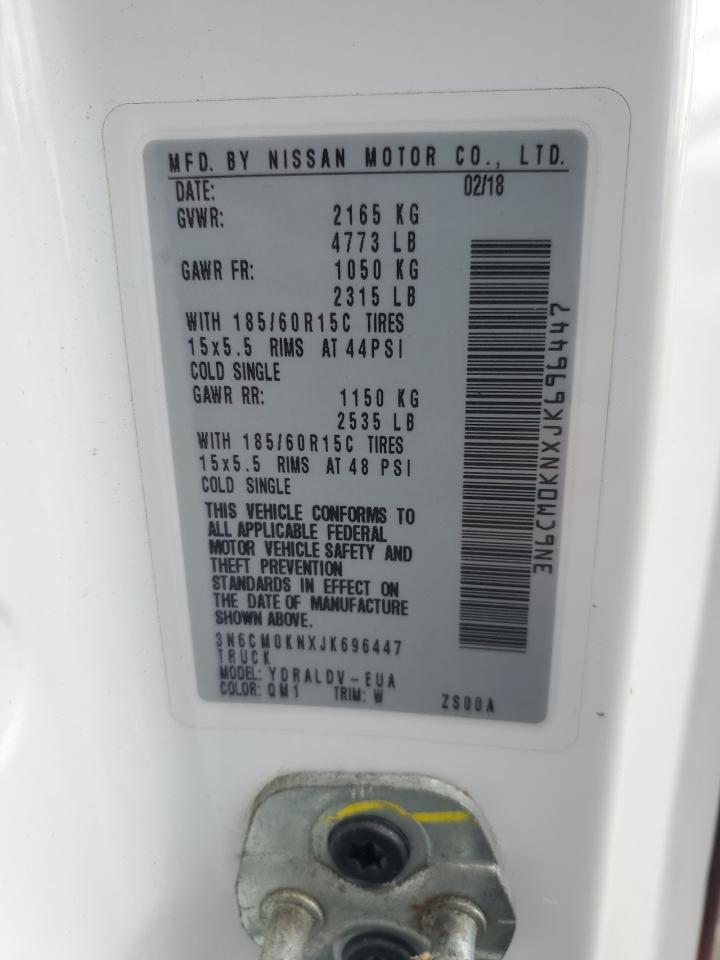 MFD. BY NISSAN MOTOR CO., LTD.
DATE: 02/18
GVWR: 2165 KG
4773 LB
GAWR FR: 1050 KG
2315 LB
WITH 185/60R15C TIRES
15x5.5 RIMS AT 44PSI
COLD SINGLE
GAWR RR: 1150 KG
2535 LB
WITH 185/60R15C TIRES
15x5.5 RIMS AT 48 PSI
COLD SINGLE
THIS VEHICLE CONFORMS TO
ALL APPLICABLE FEDERAL
MOTOR VEHICLE SAFETY AND
THEFT PREVENTION
STANDARDS IN EFFECT ON
THE DATE OF MANUFACTURE
SHOWN ABOVE.
3N6CM0KNXJK696447
TRUCK
MODEL: YDRALDV-EUA
COLOR: QM1 TRIM: W ZS00A
3N6CM0KNXJK696447